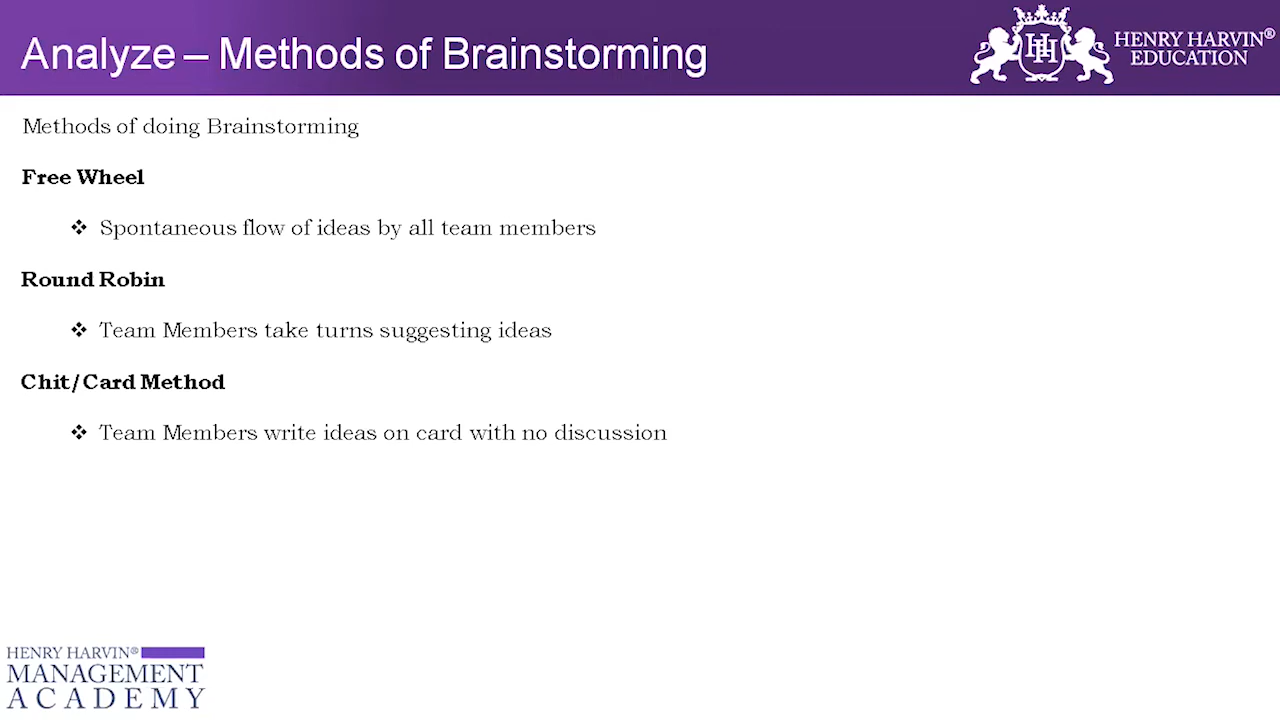 Analyze – Methods of Brainstorming
HENRY HARVIN®
EDUCATION
Methods of doing Brainstorming
Free Wheel
❖ Spontaneous flow of ideas by all team members
Round Robin
❖ Team Members take turns suggesting ideas
Chit/Card Method
❖ Team Members write ideas on card with no discussion
HENRY HARVIN®
MANAGEMENT
ACADEMY